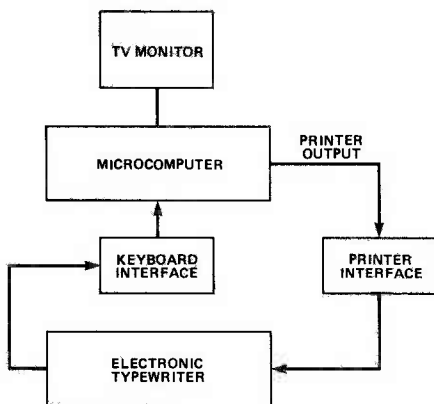 TV MONITOR
PRINTER
OUTPUT
MICROCOMPUTER
KEYBOARD
INTERFACE
PRINTER
INTERFACE
ELECTRONIC
TYPEWRITER